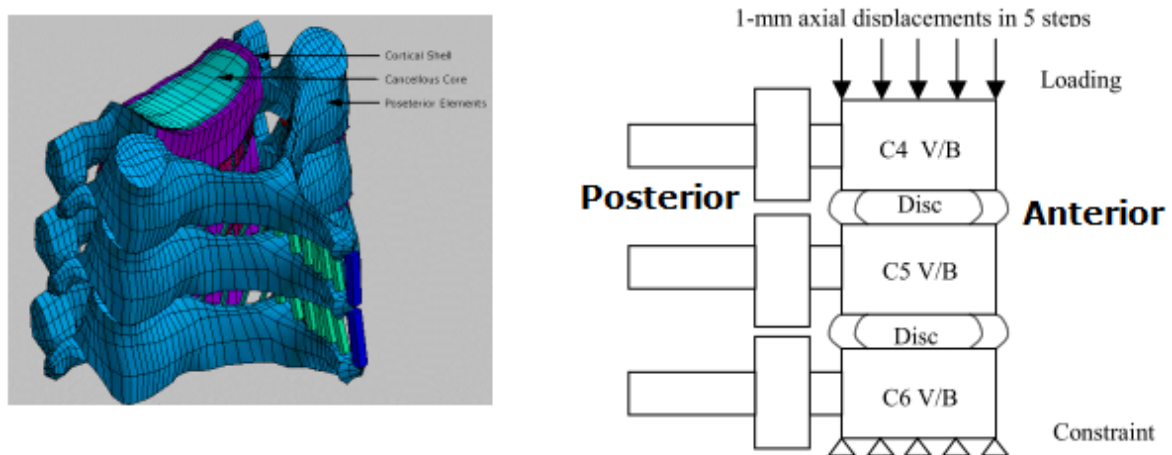 Cortical Shell
Cancellous Core
Poseterior Elements
1-mm axial displacements in 5 steps
Loading
C4 V/B
Posterior
Disc
Anterior
C5 V/B
Disc
C6 V/B
Constraint